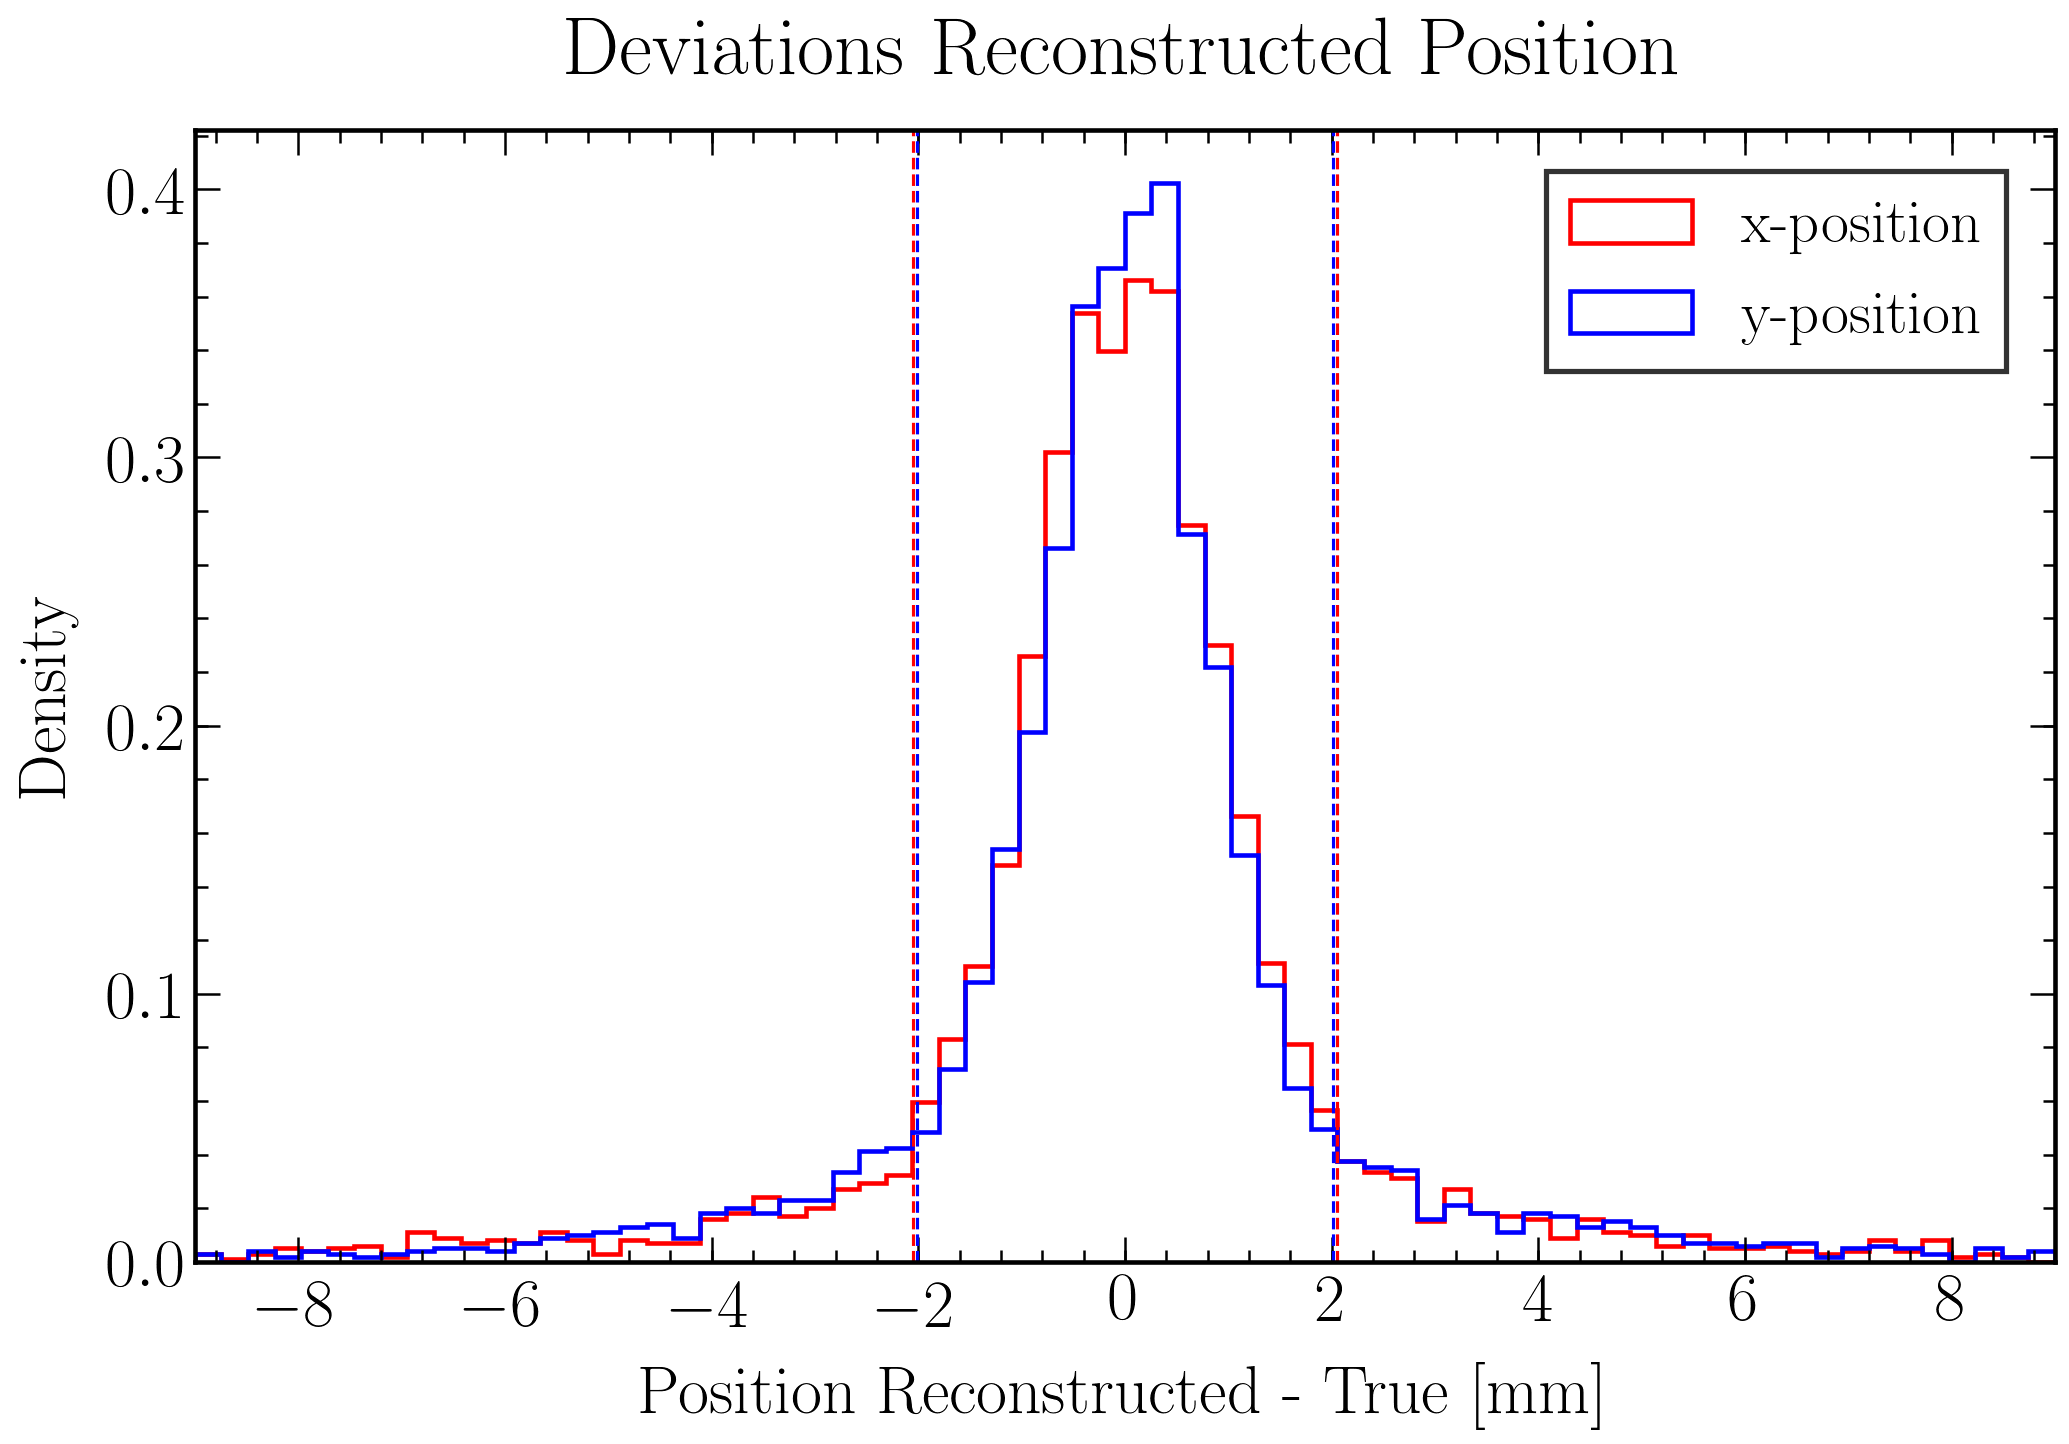 Deviations Reconstructed Position
x-position
y-position
Density
0.4
0.3
0.2
0.1
0.0
−8 −6 −4 −2 0 2 4 6 8
Position Reconstructed - True [mm]